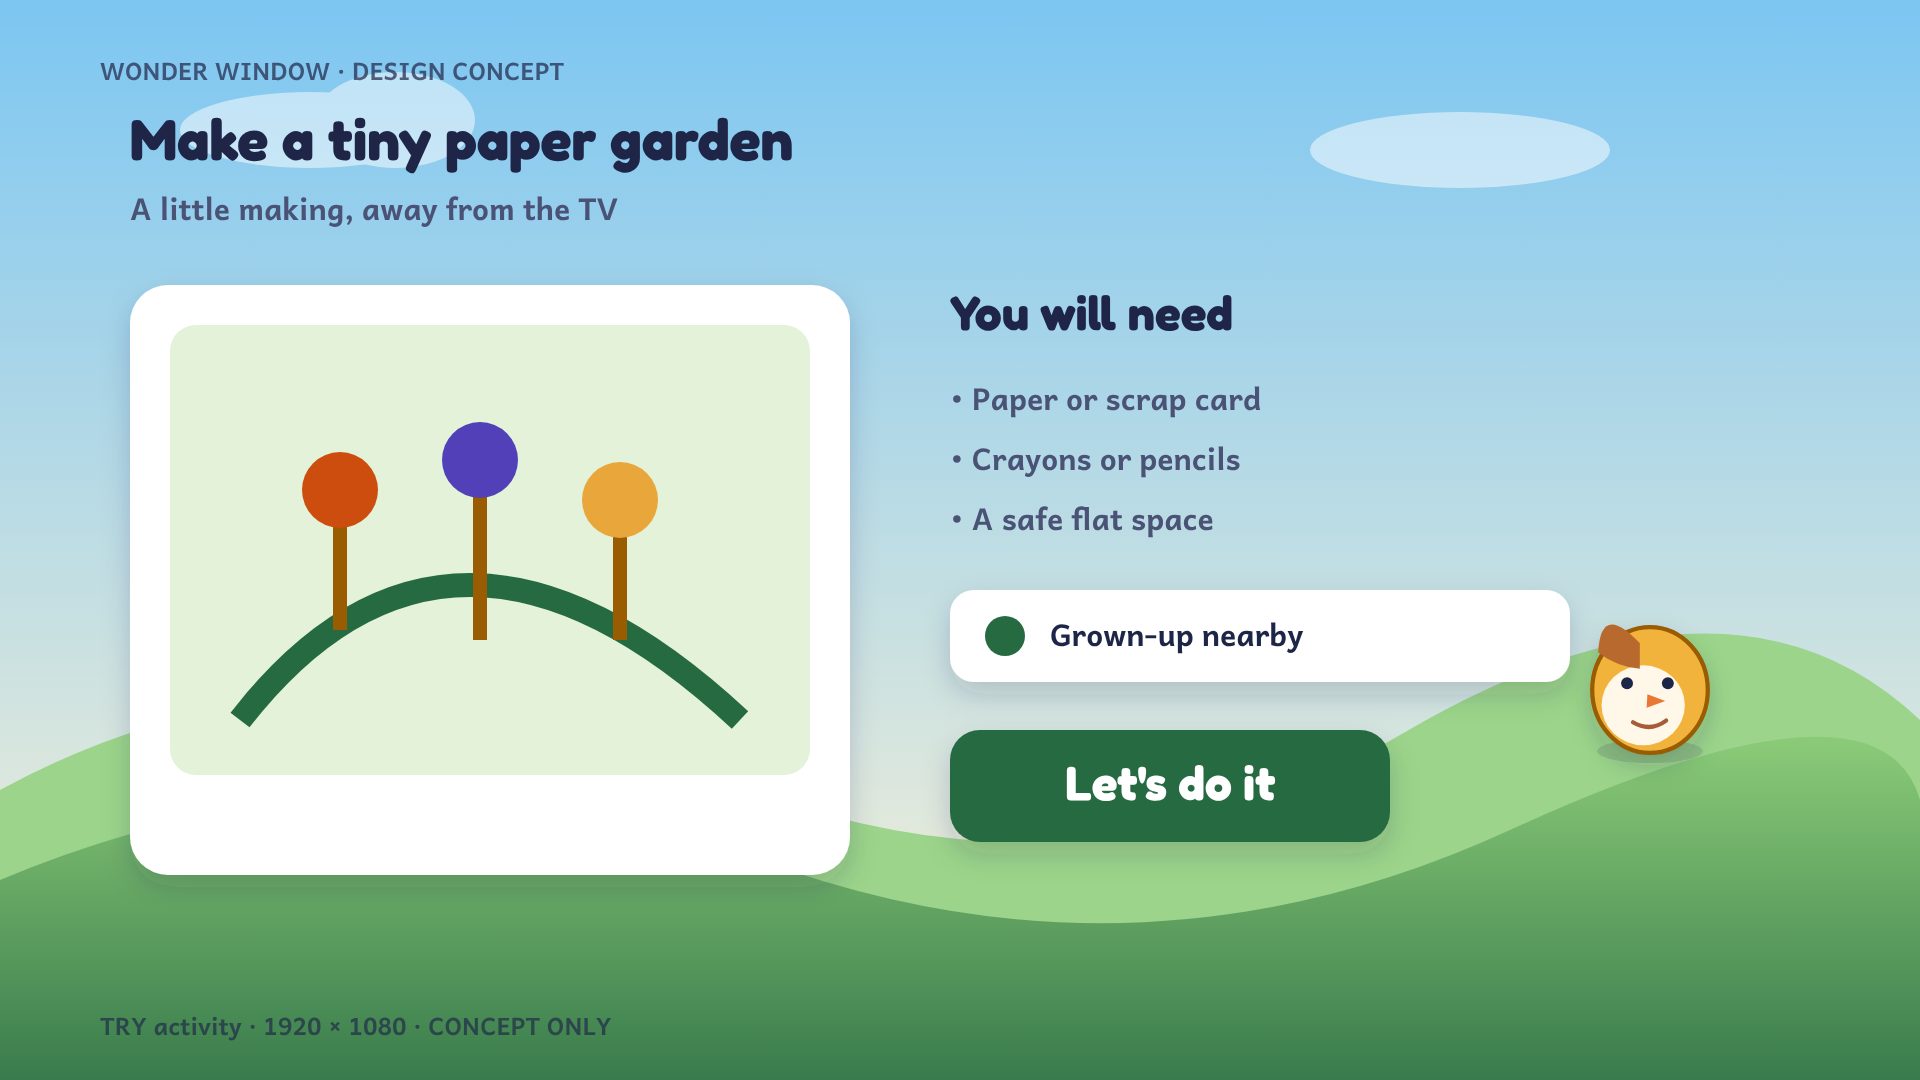 WONDER WINDOW · DESIGN CONCEPT
Make a tiny paper garden
A little making, away from the TV
You will need
• Paper or scrap card
• Crayons or pencils
• A safe flat space
Grown-up nearby
Let's do it
TRY activity · 1920 × 1080 · CONCEPT ONLY